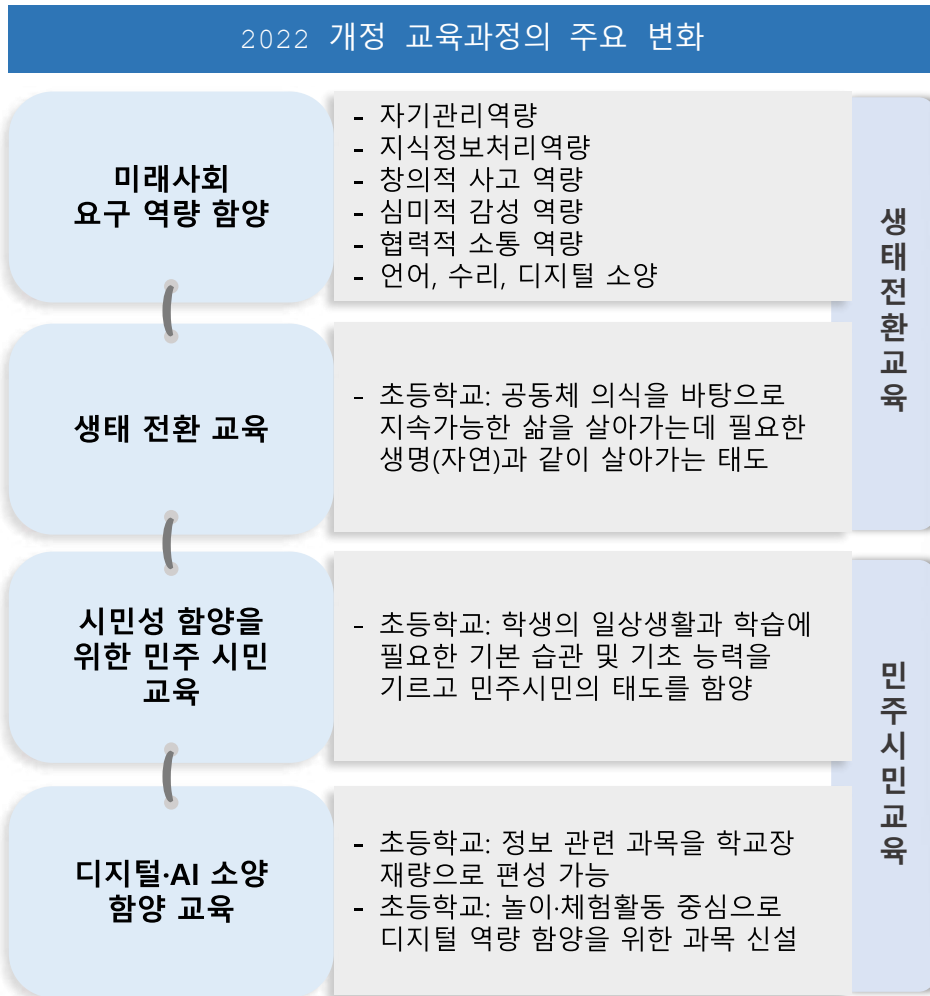 2022 개정 교육과정의 주요 변화
미래사회
요구 역량 함양
- 자기관리역량
- 지식정보처리역량
- 창의적 사고 역량
- 심미적 감성 역량
- 협력적 소통 역량
- 언어, 수리, 디지털 소양
생태 전환 교육
- 초등학교: 공동체 의식을 바탕으로
지속가능한 삶을 살아가는데 필요한
생명(자연)과 같이 살아가는 태도
생태전환교육
시민성 함양을
위한 민주 시민
교육
- 초등학교: 학생의 일상생활과 학습에
필요한 기본 습관 및 기초 능력을
기르고 민주시민의 태도를 함양
디지털·AI 소양
함양 교육
- 초등학교: 정보 관련 과목을 학교장
재량으로 편성 가능
- 초등학교: 놀이·체험활동 중심으로
디지털 역량 함양을 위한 과목 신설
민주시민교육